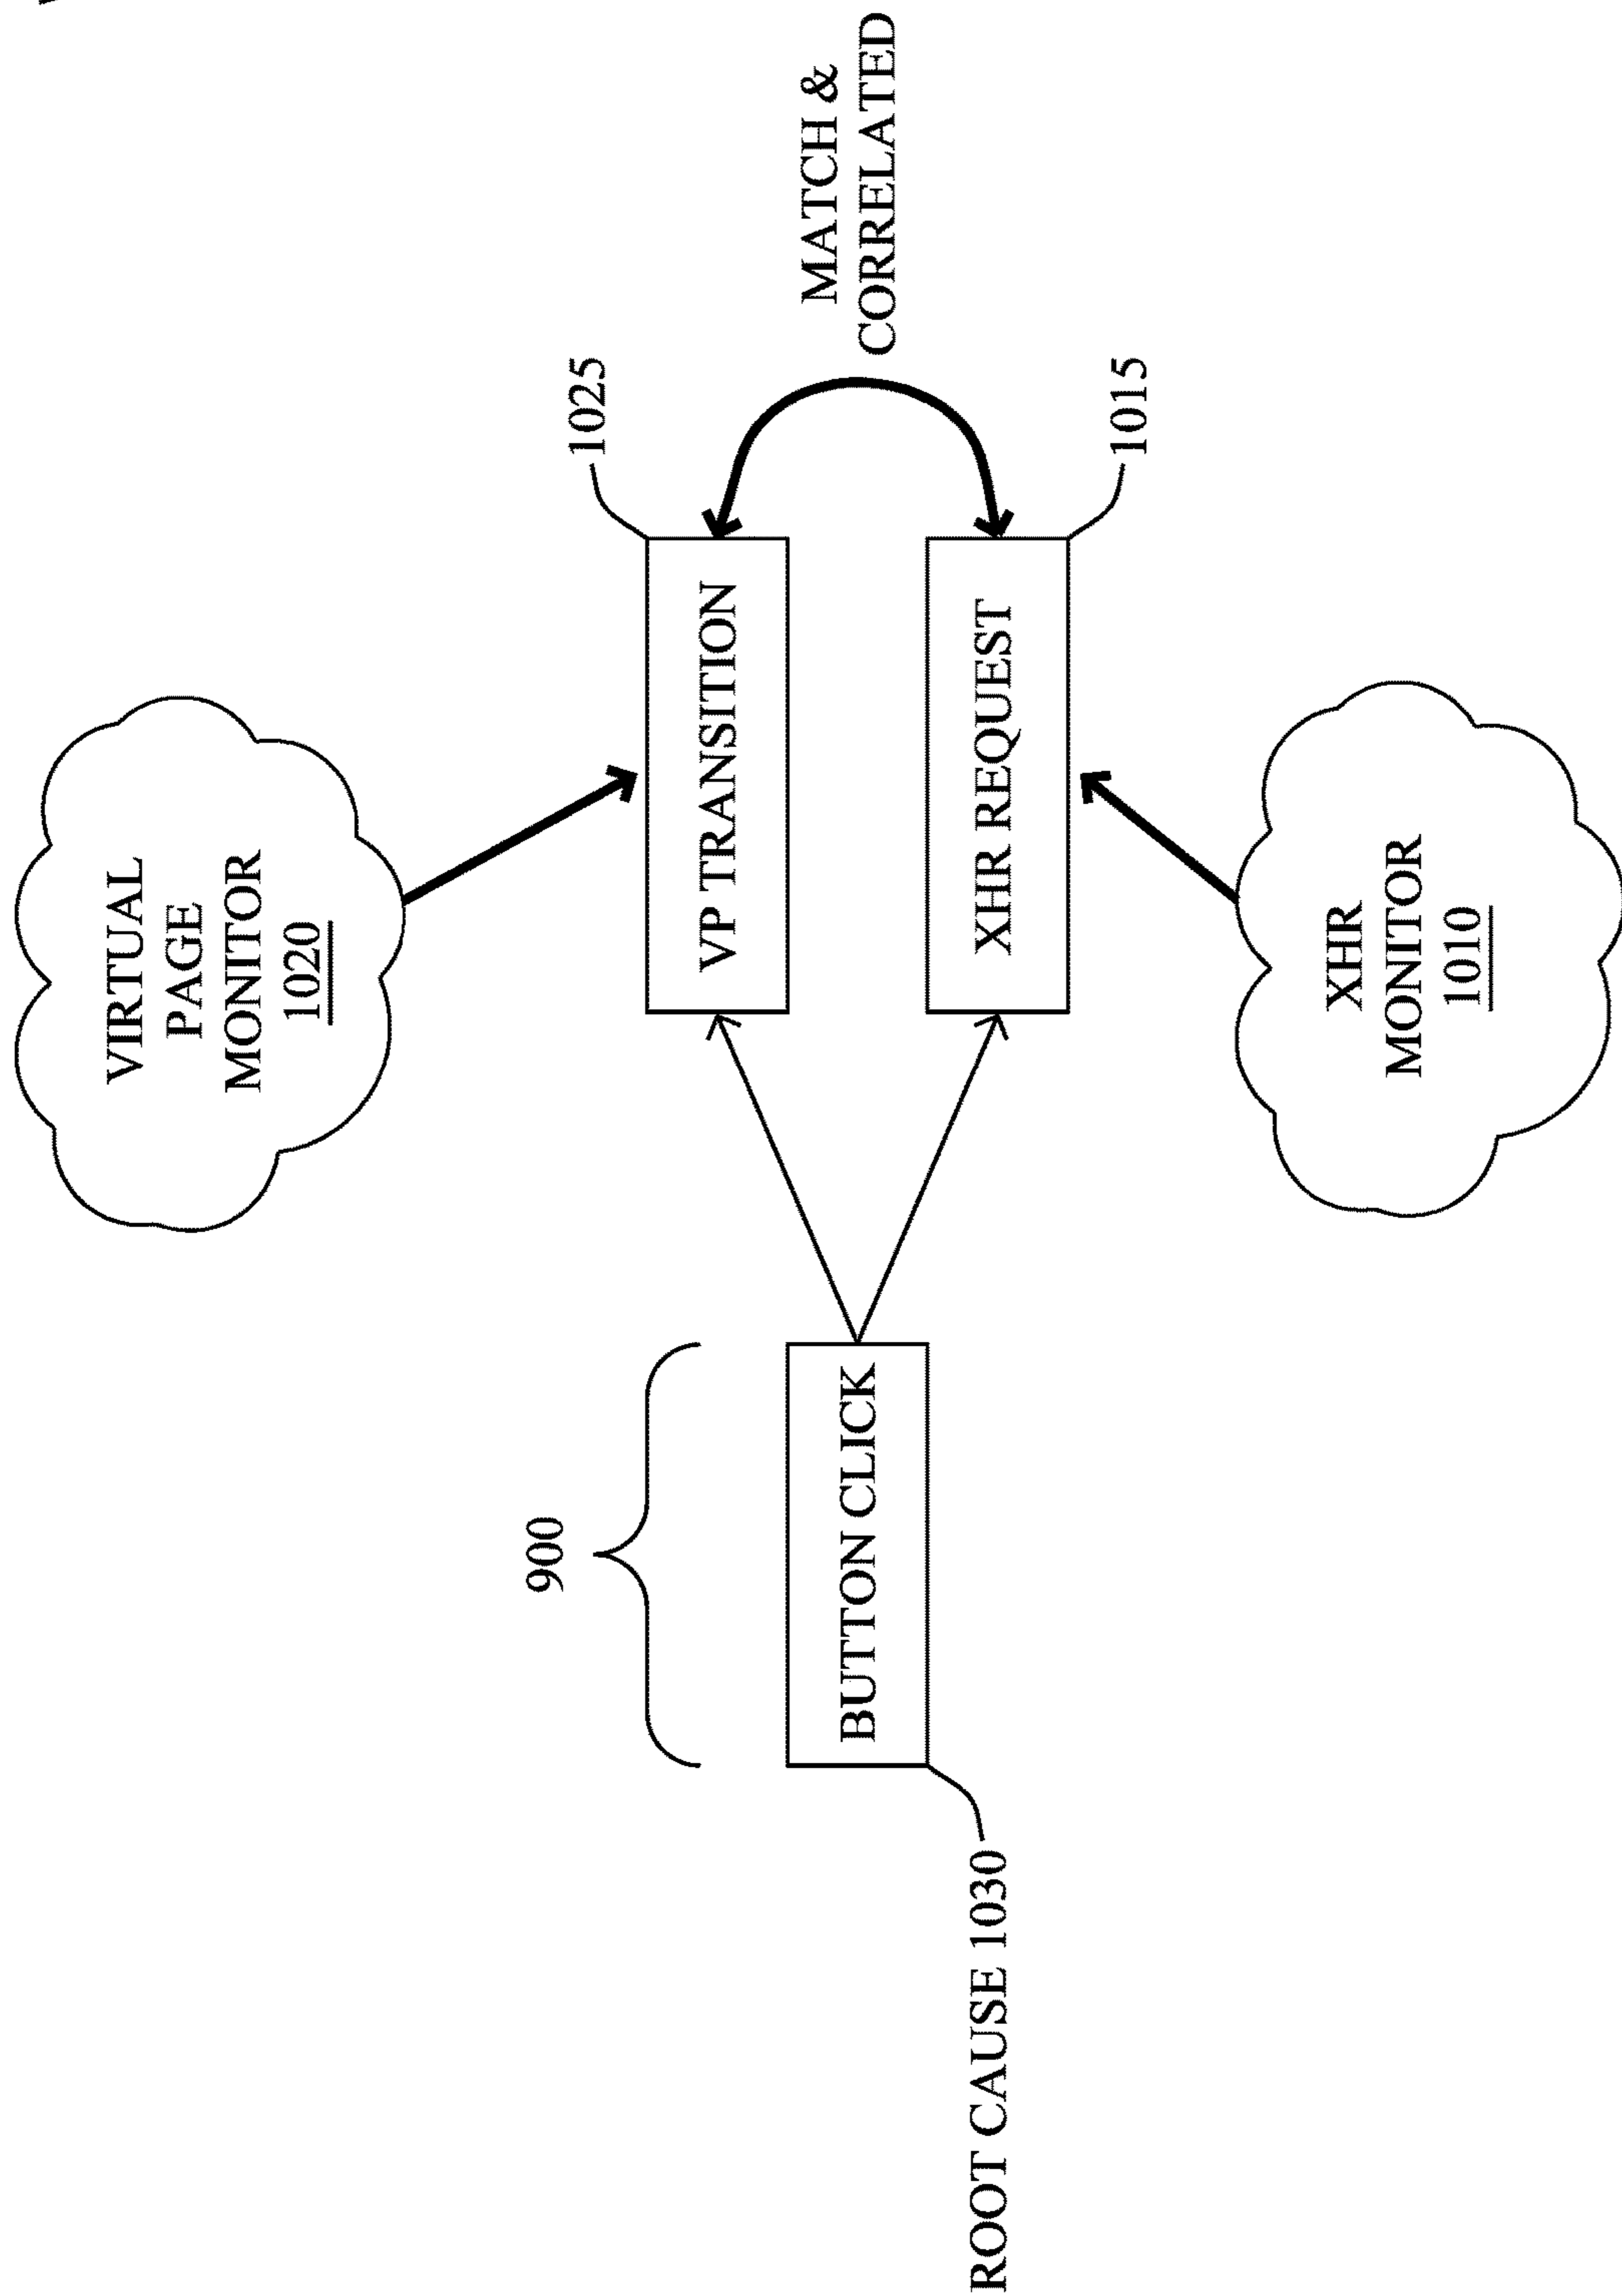 VIRTUAL
PAGE
MONITOR
1020
1025
VP TRANSITION
MATCH &
CORRELATED
900
BUTTON CLICK
ROOT CAUSE 1030
XHR REQUEST
1015
XHR
MONITOR
1010